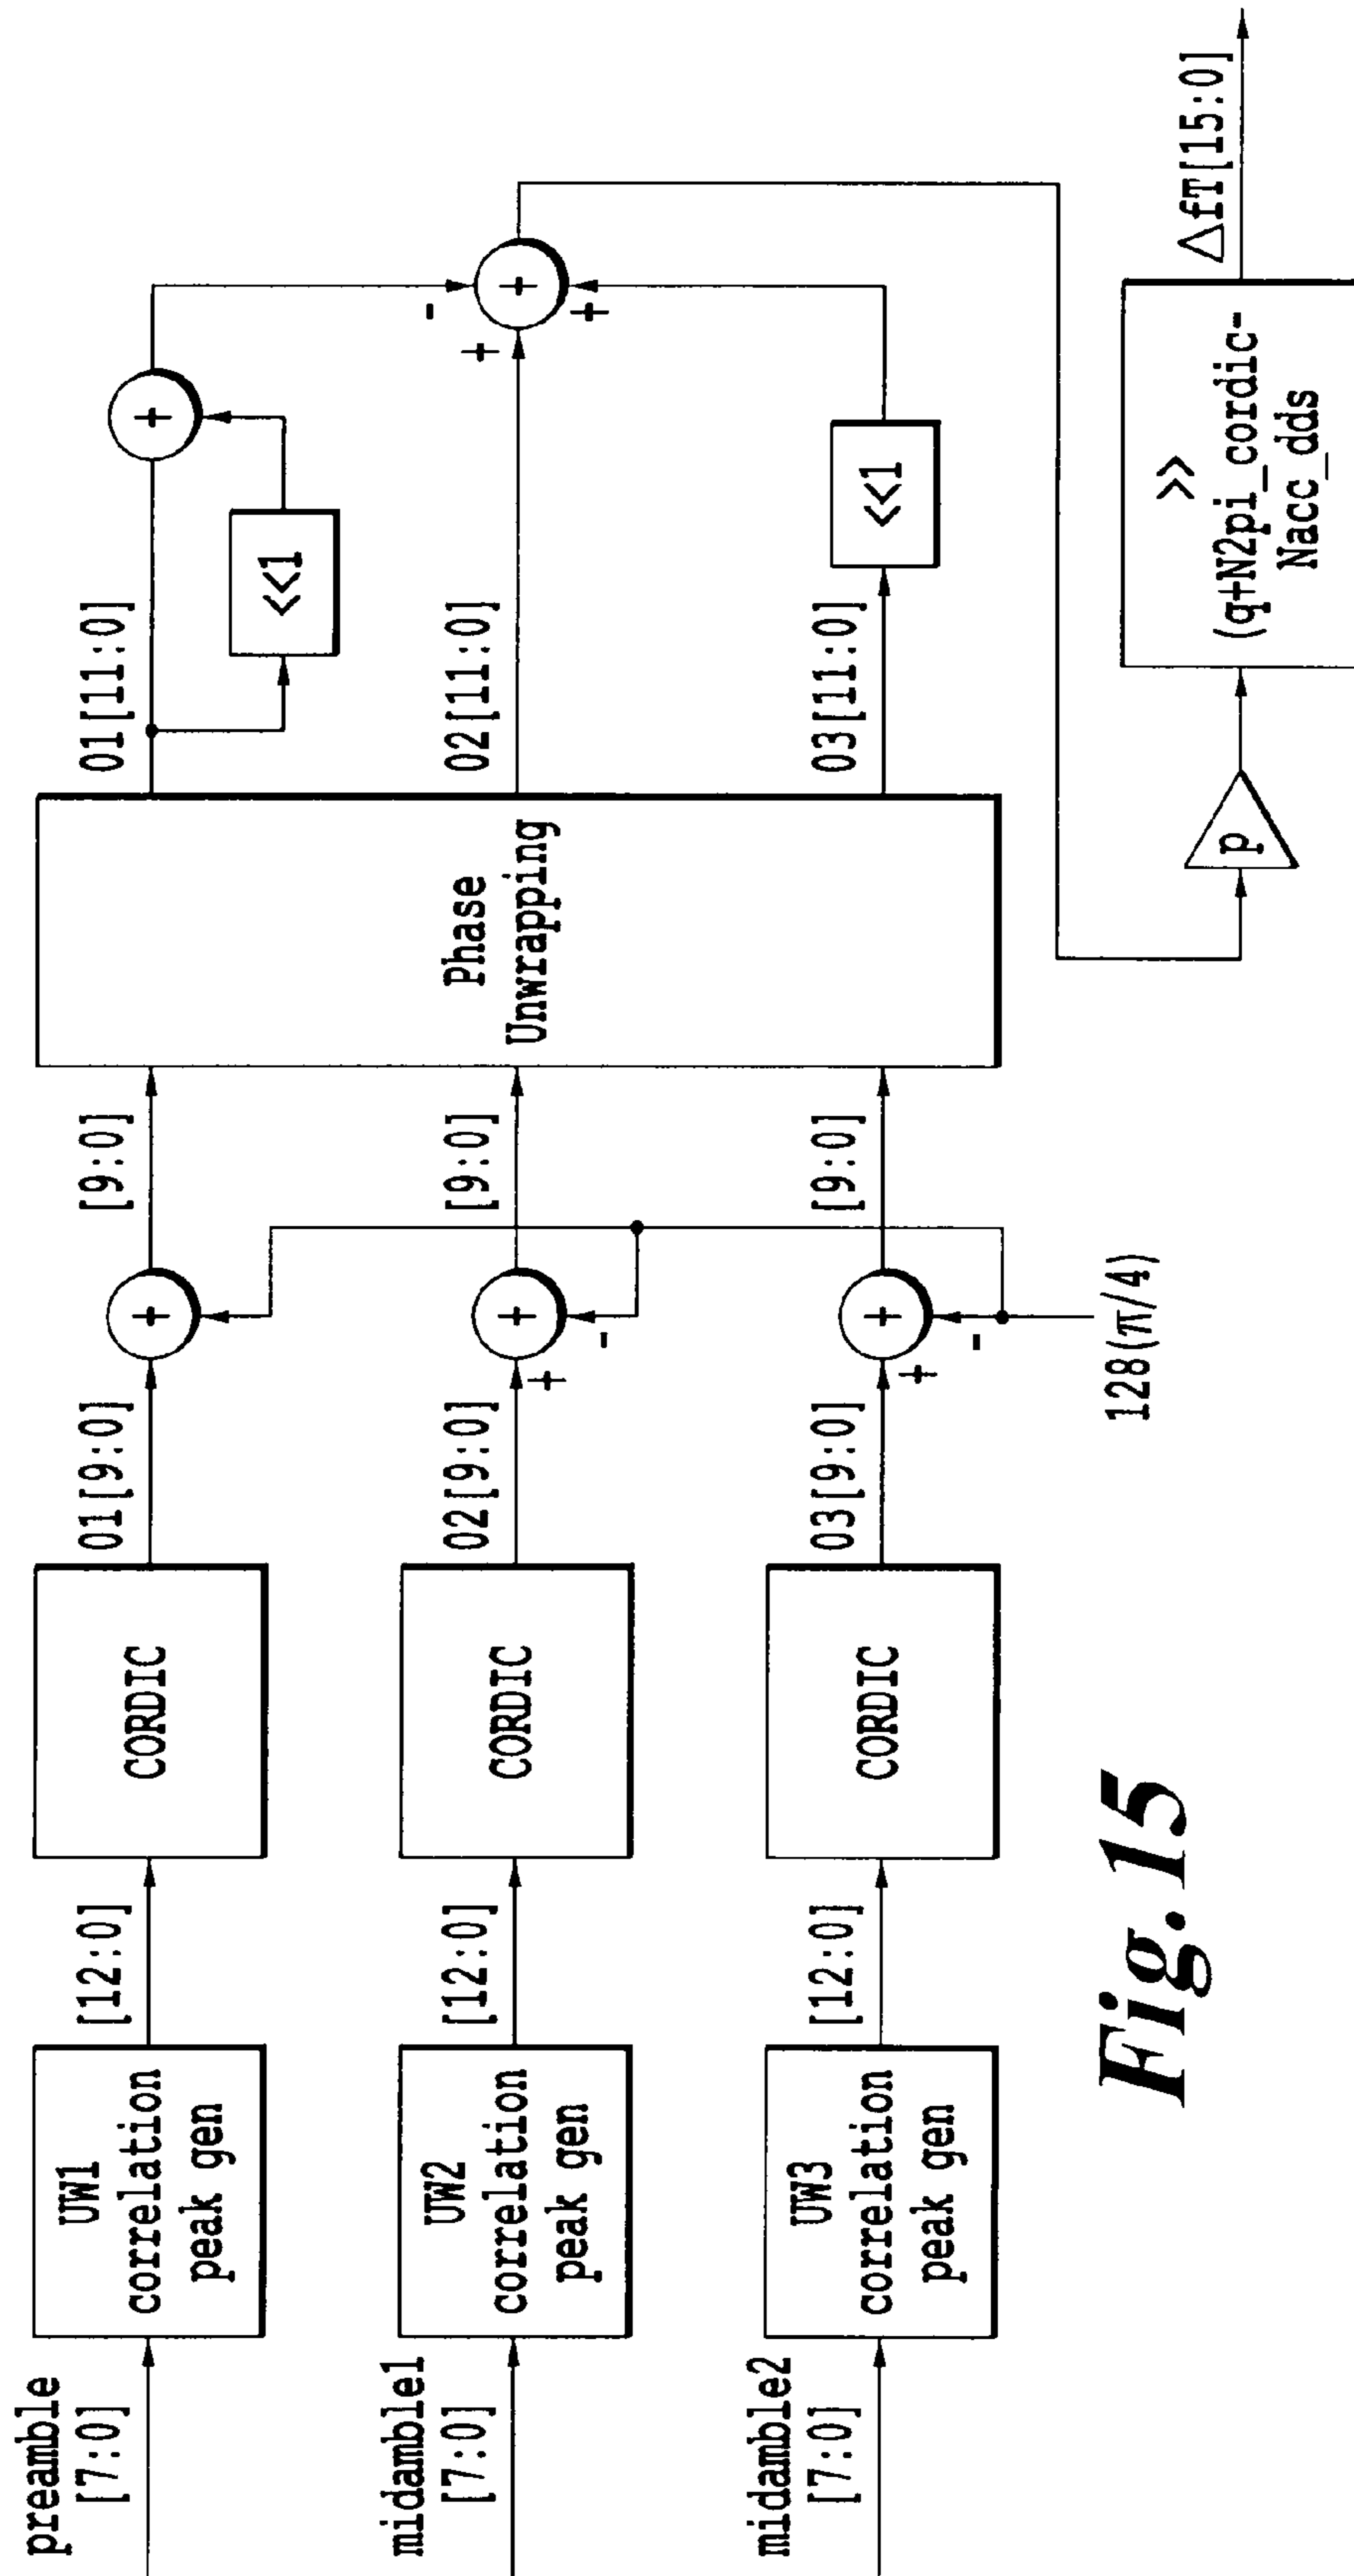 preamble
[7:0]
UW1
correlation
peak gen
[12:0]
CORDIC
01[9:0]
+
[9:0]
01[11:0]
<<1
+
midamble1
[7:0]
UW2
correlation
peak gen
[12:0]
CORDIC
02[9:0]
+
+
-
[9:0]
Phase
Unwrapping
02[11:0]
-
+
+
+
midamble2
[7:0]
UW3
correlation
peak gen
[12:0]
CORDIC
03[9:0]
+
+
-
[9:0]
03[11:0]
<<1
128(π/4)
p
>>
(q+N2pi_cordic-
Nacc_dds
△fT[15:0]
Fig. 15